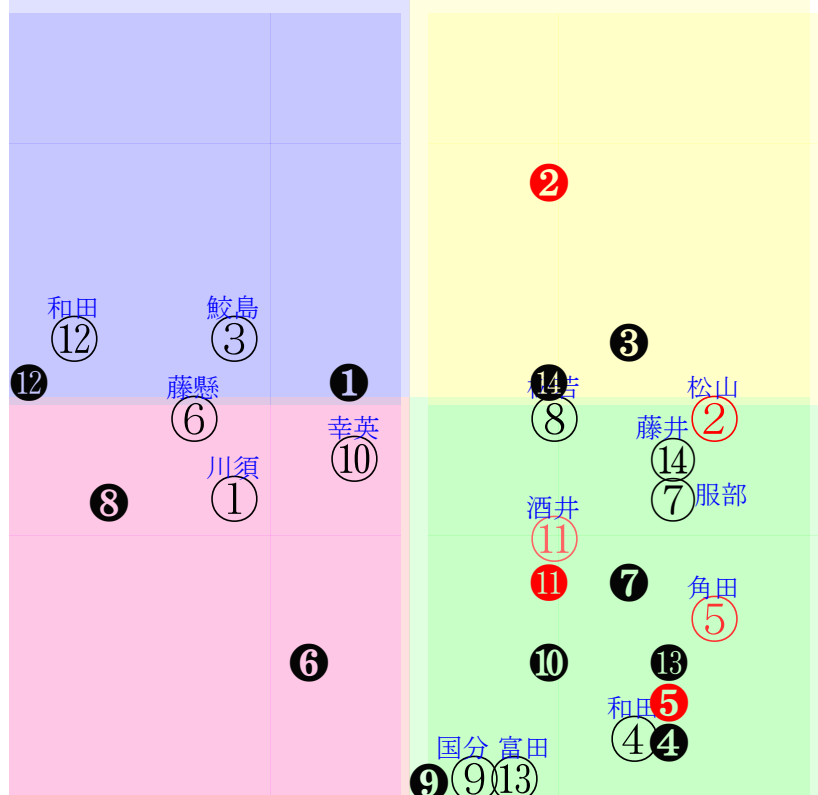 ❷
和田 鮫島
⑫ ③ ❸
⓬ ❶ ⓮
藤懸 松山
⑥ ⑧ ②
幸英 藤井
⑩ ⑭
川須
❽ ① ⑦ 服部
酒井
⑪
⓫ ❼ 角田
⑤
❻ ❿ ⓭
和田 ❺
④ ❹
国分 富田
❾ ⑨ ⑬